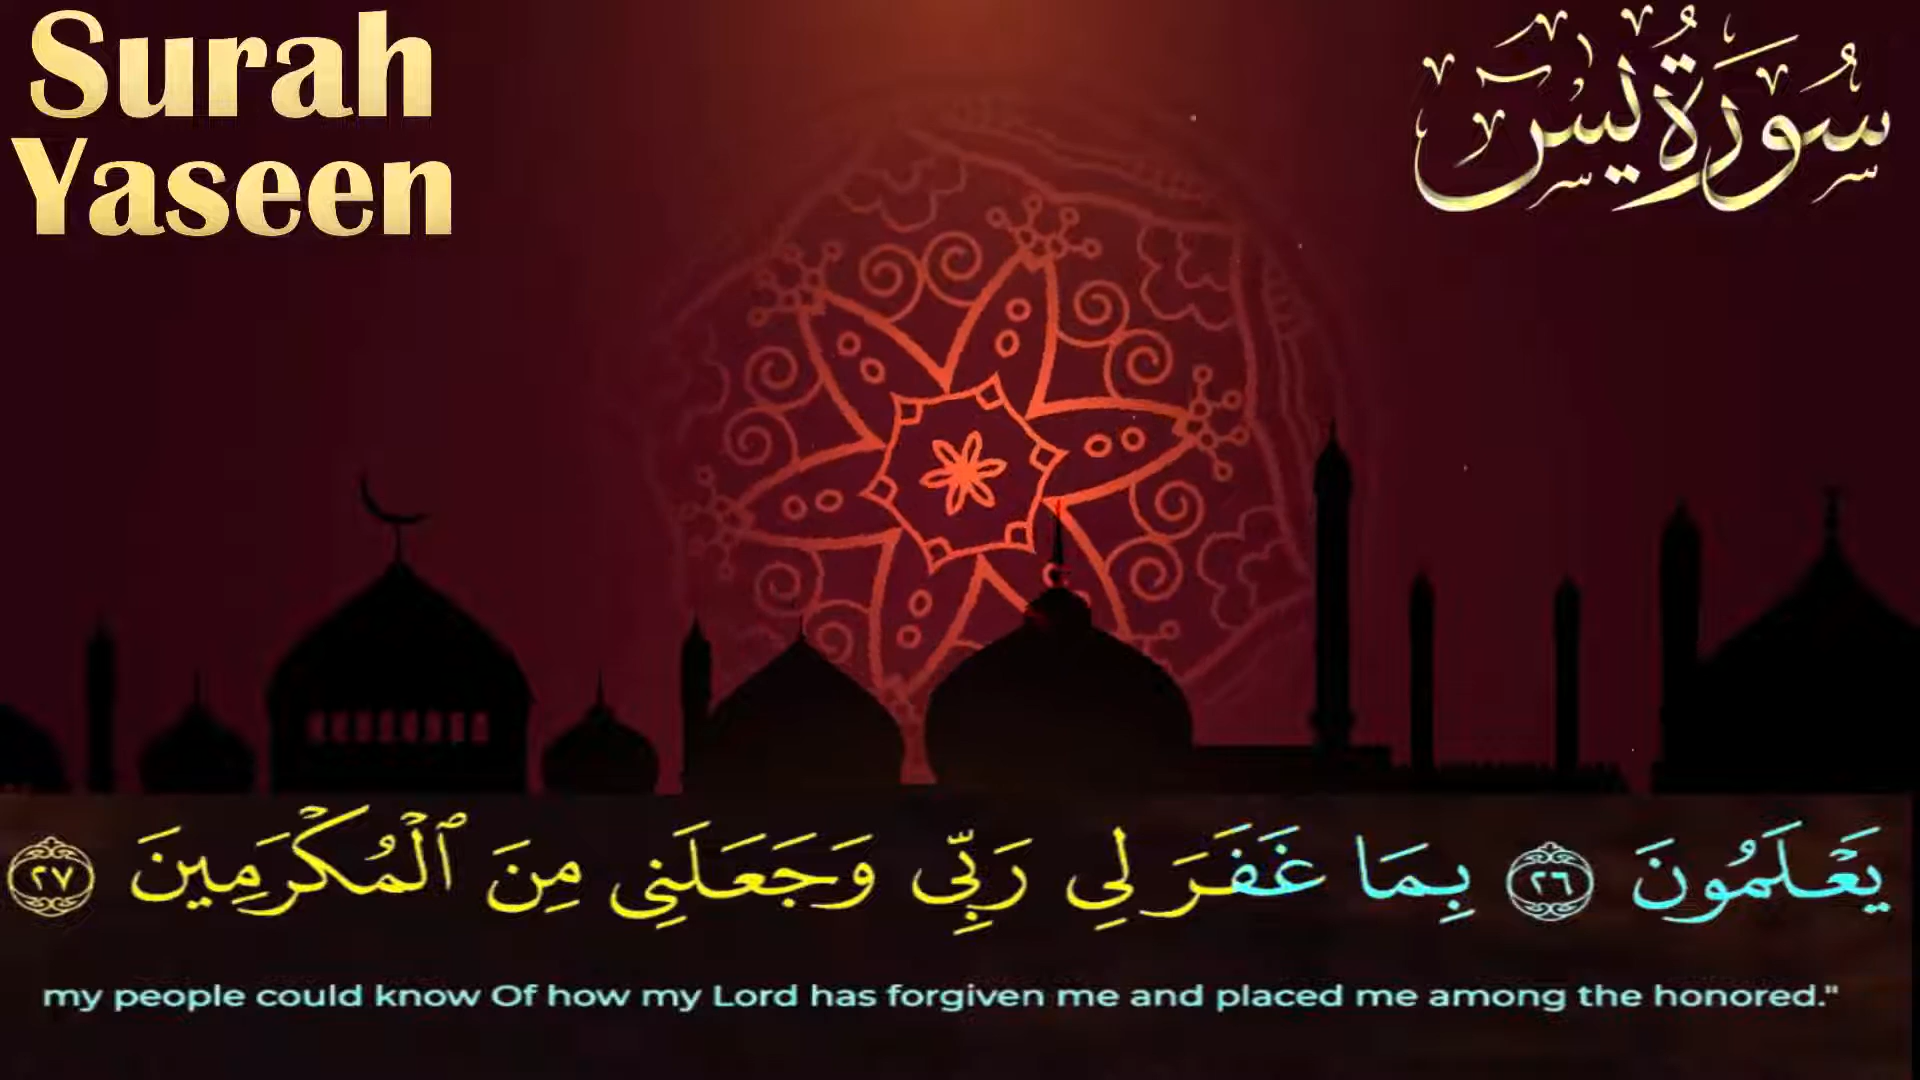 Surah
Yaseen
سُورَةُ يس
يَعْلَمُونَ ٢٦ بِمَا غَفَرَ لِي رَبِّي وَجَعَلَنِي مِنَ ٱلْمُكْرَمِينَ ٢٧
my people could know Of how my Lord has forgiven me and placed me among the honored."